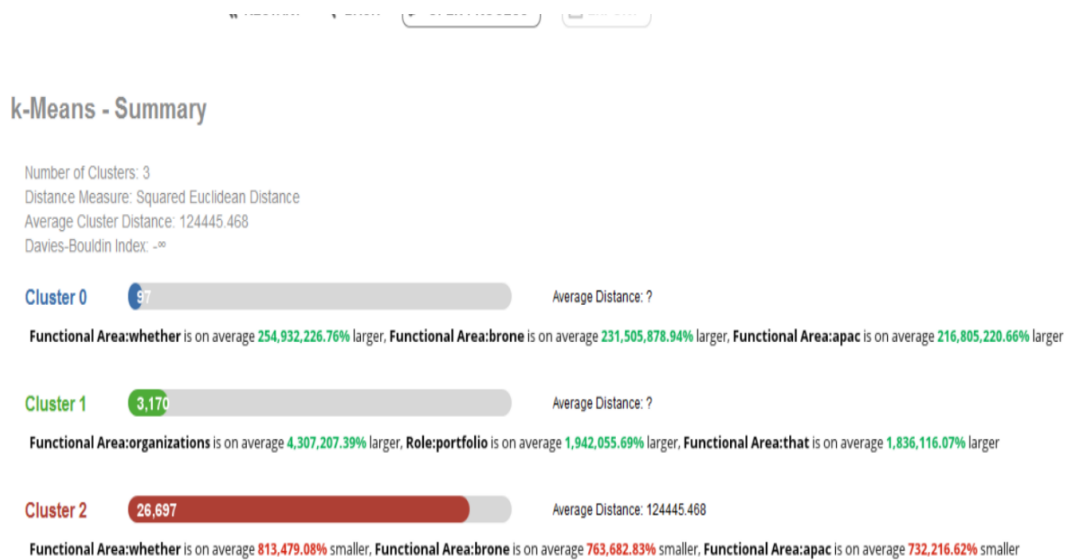 k-Means - Summary
Number of Clusters: 3
Distance Measure: Squared Euclidean Distance
Average Cluster Distance: 124445.468
Davies-Bouldin Index: -∞
Cluster 0 97 Average Distance: ?
Functional Area:whether is on average 254,932,226.76% larger, Functional Area:brone is on average 231,505,878.94% larger, Functional Area:apac is on average 216,805,220.66% larger
Cluster 1 3,170 Average Distance: ?
Functional Area:organizations is on average 4,307,207.39% larger, Role:portfolio is on average 1,942,055.69% larger, Functional Area:that is on average 1,836,116.07% larger
Cluster 2 26,697 Average Distance: 124445.468
Functional Area:whether is on average 813,479.08% smaller, Functional Area:brone is on average 763,682.83% smaller, Functional Area:apac is on average 732,216.62% smaller